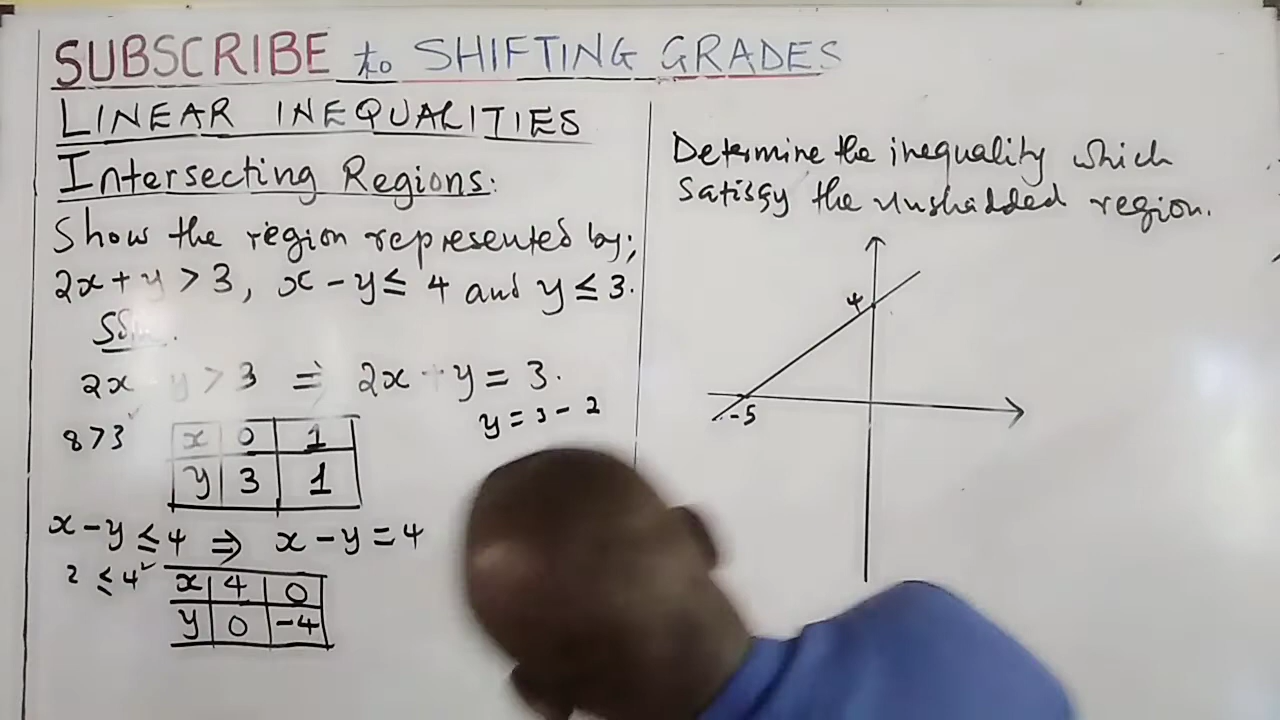 SUBSCRIBE to SHIFTING GRADES
LINEAR INEQUALITIES
Intersecting Regions:
Show the region represented by;
2x + y > 3, x - y ≤ 4 and y ≤ 3.
Soln.
2x + y > 3 ⇒ 2x + y = 3.
y = 3 - 2
8 > 3 ✓
x 0 1
y 3 1
x - y ≤ 4 ⇒ x - y = 4
2 ≤ 4 ✓
x 4 0
y 0 -4
Determine the inequality which
Satisfy the unshadded region.
4
-5